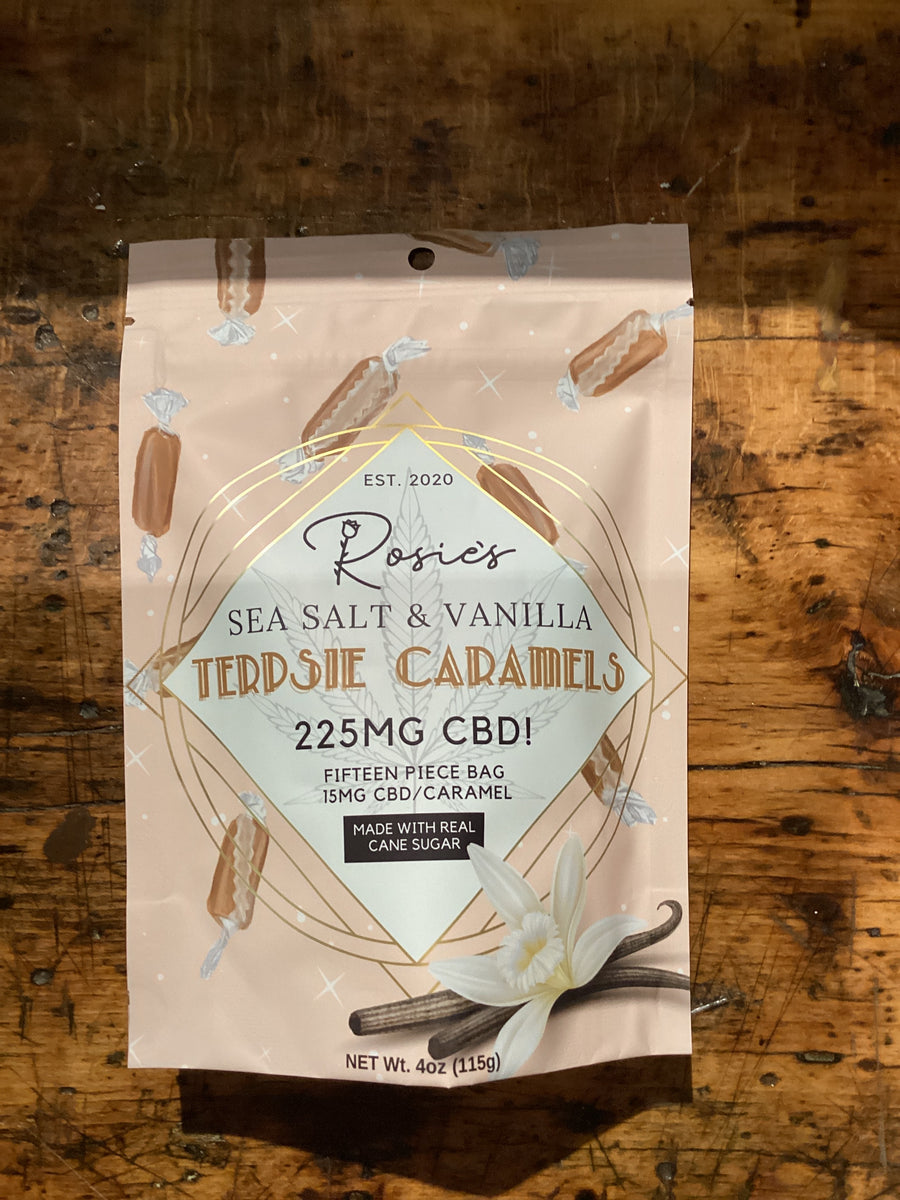 EST. 2020
Rosie's
SEA SALT & VANILLA
TERDSIE CARAMELS
225MG CBD!
FIFTEEN PIECE BAG
15MG CBD/CARAMEL
MADE WITH REAL
CANE SUGAR
NET Wt. 4oz (115g)